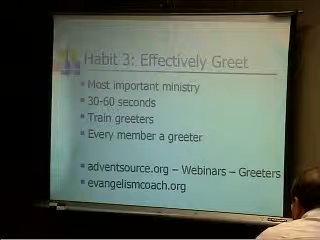 Habit 3: Effectively Greet
Most important ministry
30-60 seconds
Train greeters
Every member a greeter
adventsource.org – Webinars – Greeters
evangelismcoach.org